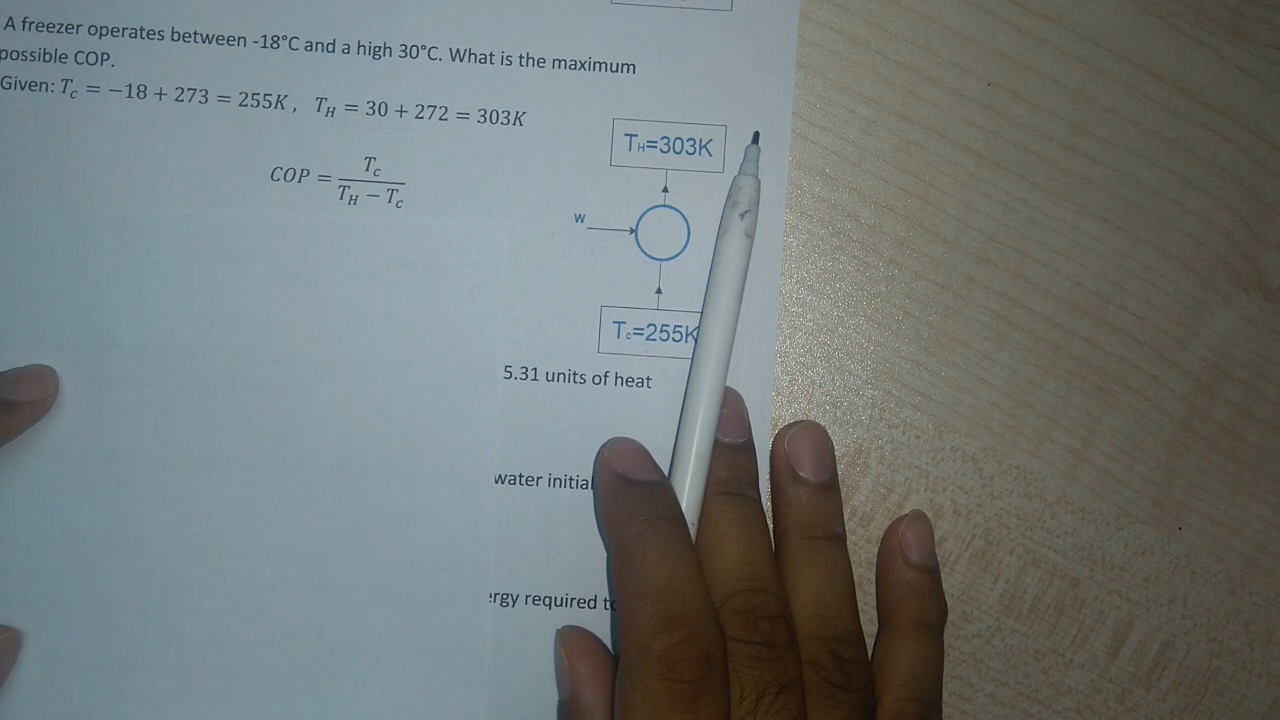 A freezer operates between -18°C and a high 30°C. What is the maximum
possible COP.
Given: T_c = −18 + 273 = 255K , T_H = 30 + 272 = 303K
T_H=303K
COP = T_c / (T_H − T_c)
W
T_c=255K
5.31 units of heat
water initial
ergy required to